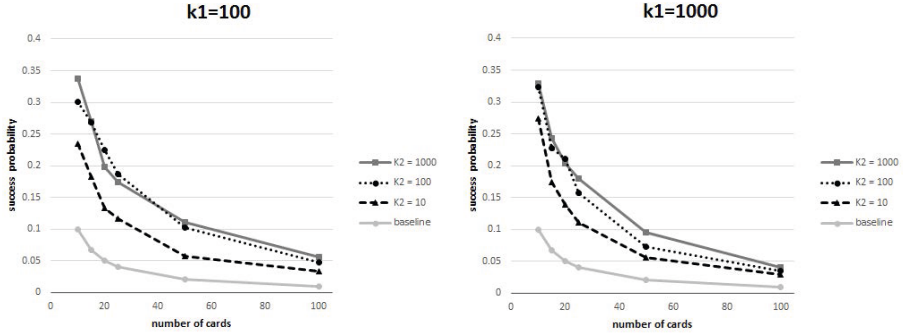 k1=100
0.4
0.35
0.3
0.25
0.2
0.15
0.1
0.05
0
success probability
0 20 40 60 80 100
number of cards
K2 = 1000
K2 = 100
K2 = 10
baseline
k1=1000
0.4
0.35
0.3
0.25
0.2
0.15
0.1
0.05
0
success probability
0 20 40 60 80 100
number of cards
K2 = 1000
K2 = 100
K2 = 10
baseline